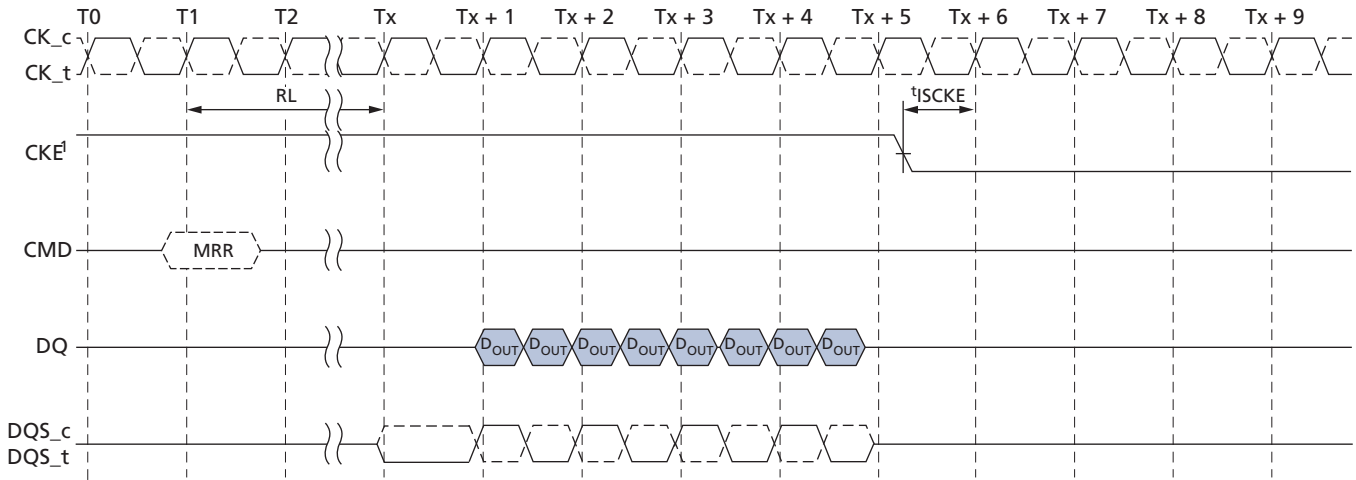 T0 T1 T2 Tx Tx + 1 Tx + 2 Tx + 3 Tx + 4 Tx + 5 Tx + 6 Tx + 7 Tx + 8 Tx + 9
CK_c
CK_t
RL tISCKE
CKE1
CMD MRR
DQ DOUT DOUT DOUT DOUT DOUT DOUT DOUT DOUT
DQS_c
DQS_t